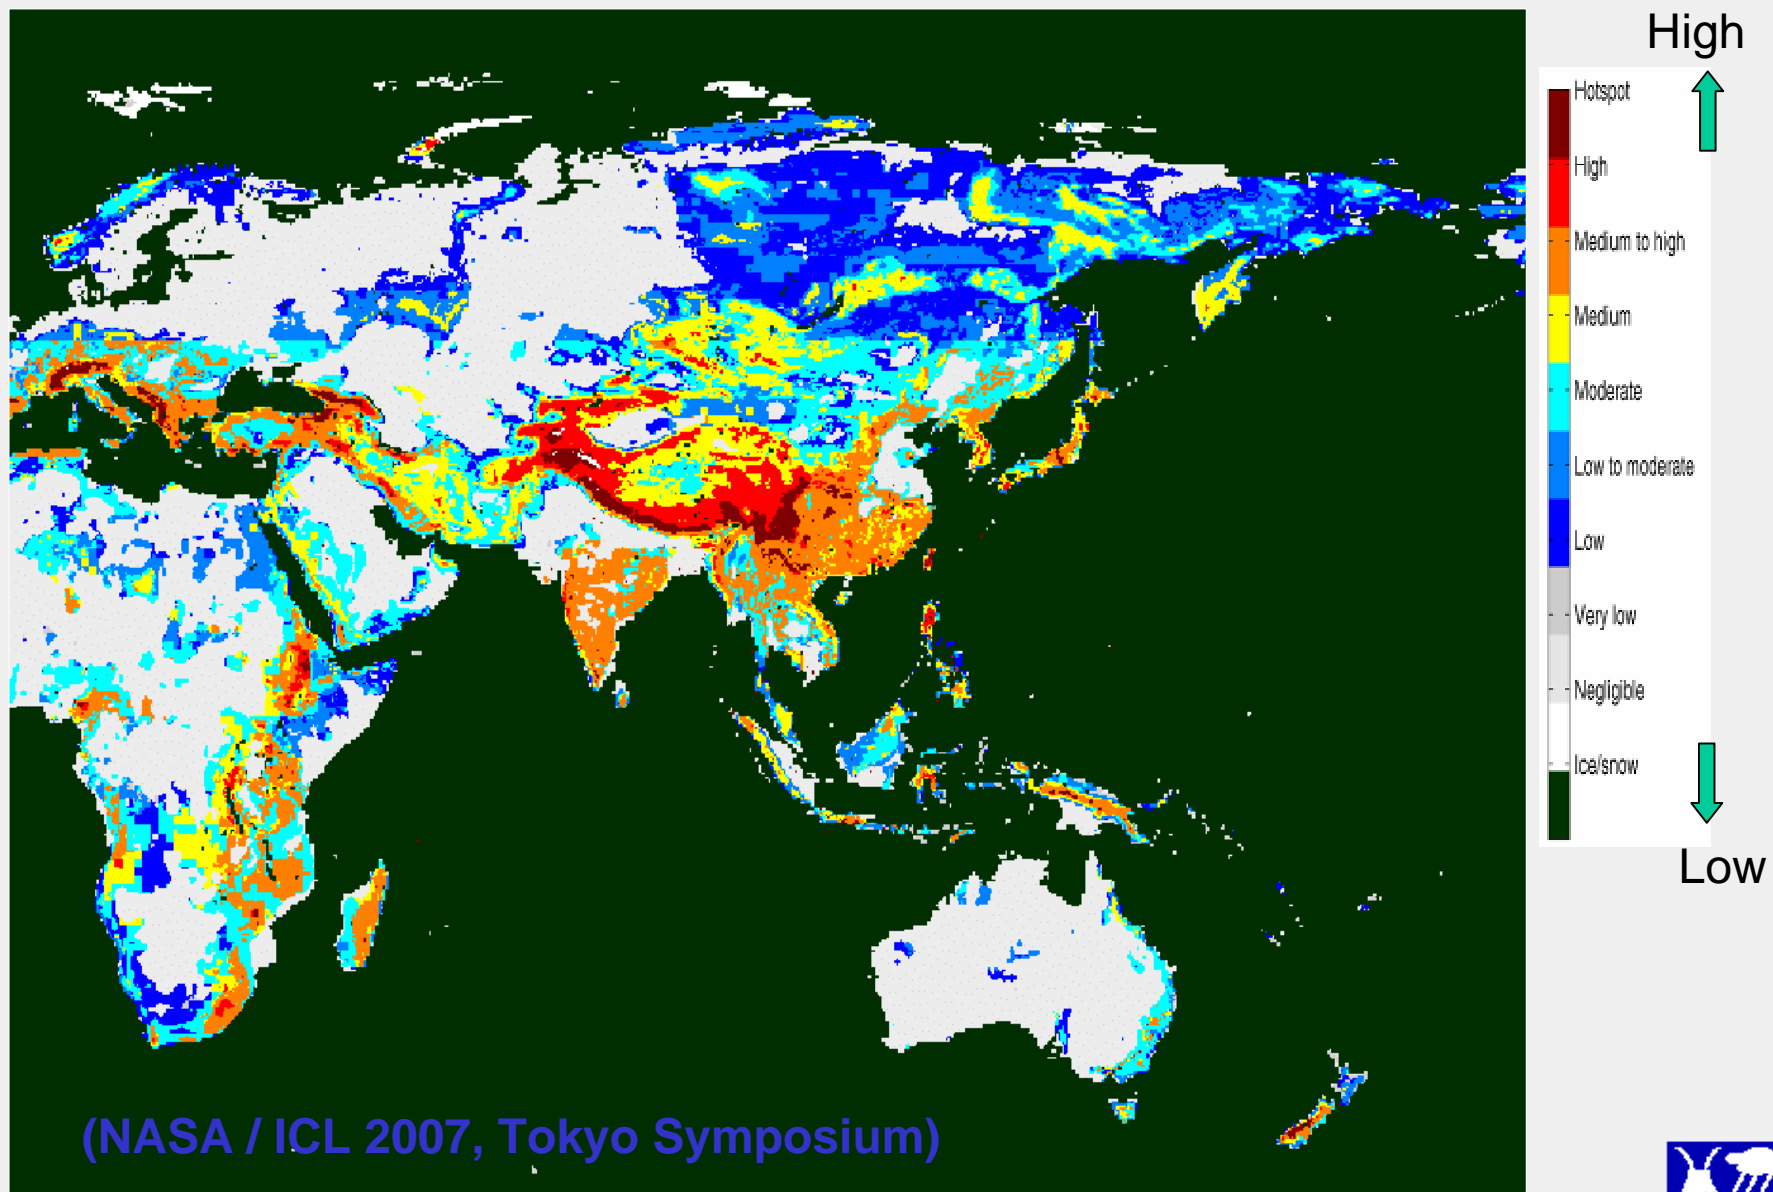 High
Hotspot
High
Medium to high
Medium
Moderate
Low to moderate
Low
Very low
Negligible
Ice/snow
Low
(NASA / ICL 2007, Tokyo Symposium)